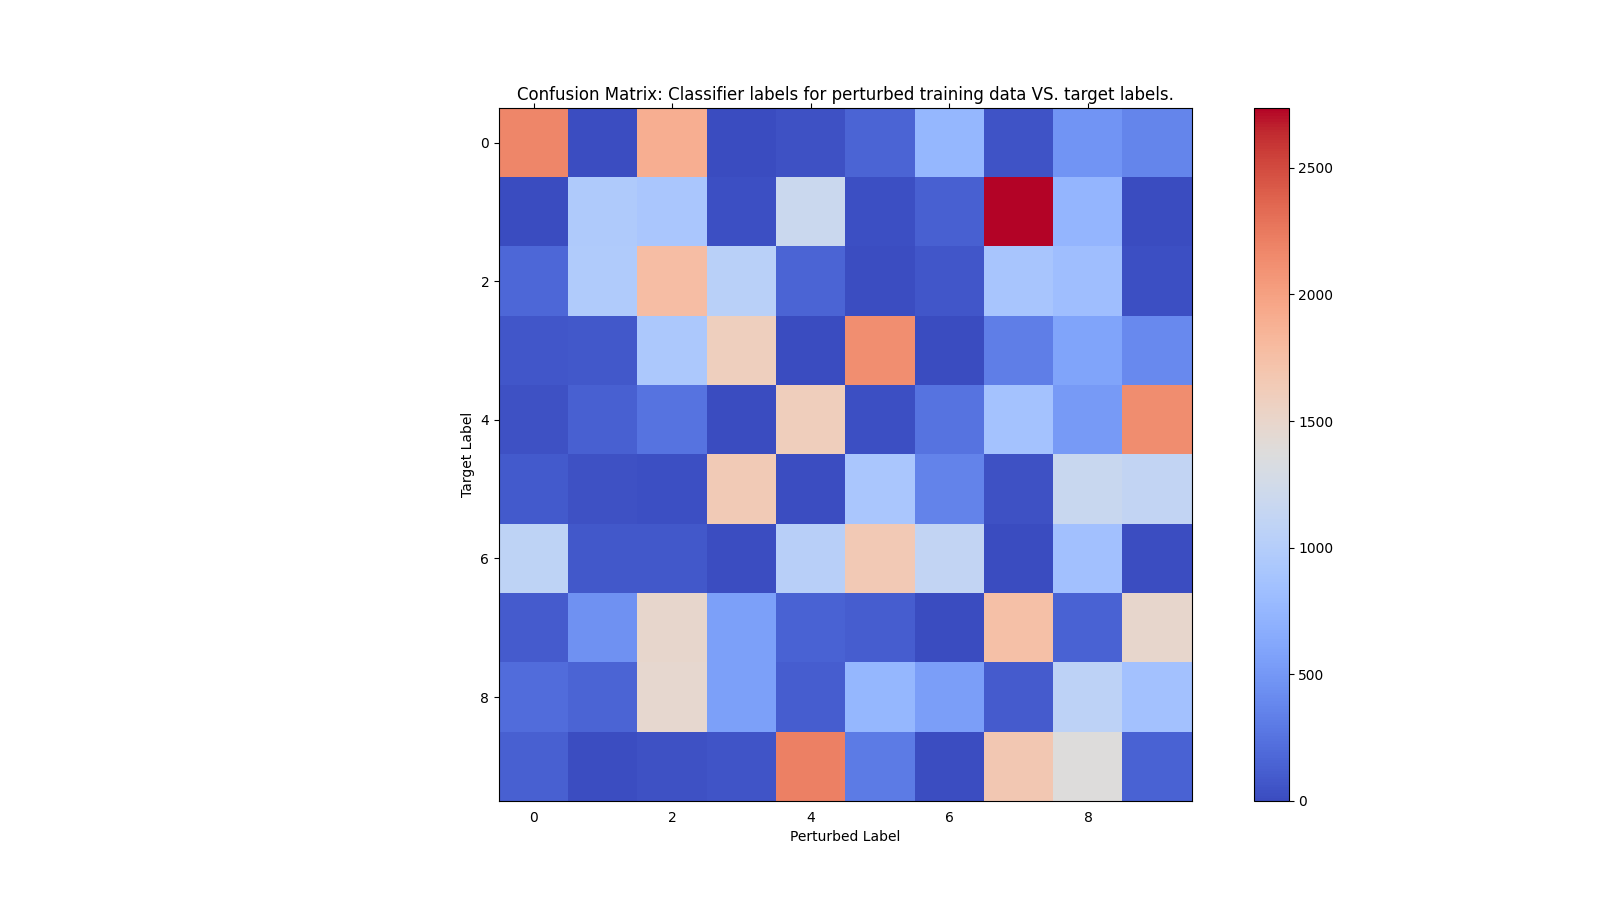 Confusion Matrix: Classifier labels for perturbed training data VS. target labels.
0
2
4
6
8
Target Label
0 2 4 6 8
Perturbed Label
2500
2000
1500
1000
500
0